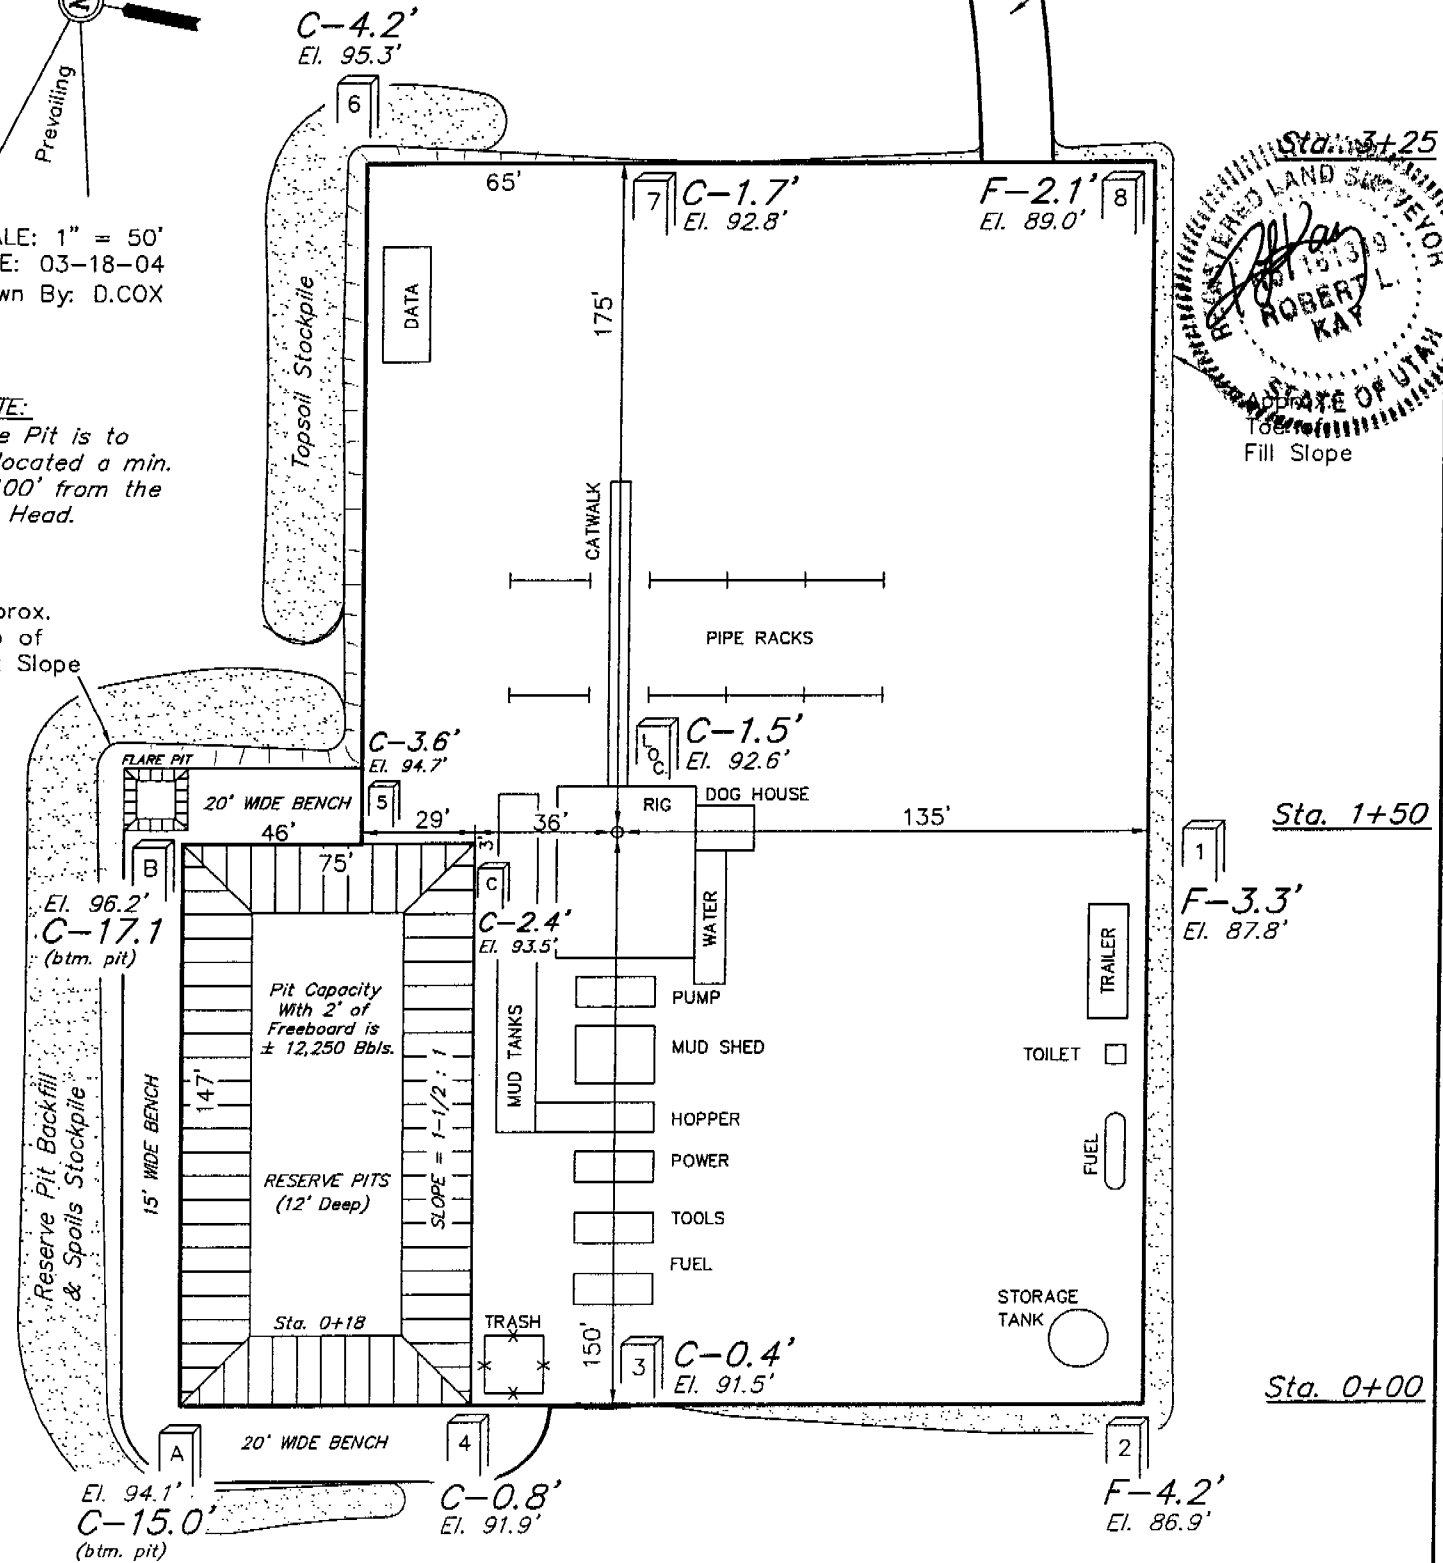 C-4.2'
El. 95.3'
6
Prevailing
Sta. 3+25
65'
7
C-1.7'
El. 92.8'
F-2.1'
El. 89.0'
8
REGISTERED LAND SURVEYOR
ROBERT L.
KAY
STATE OF UTAH
ALE: 1" = 50'
E: 03-18-04
wn By: D.COX
DATA
175'
Topsoil Stockpile
TE:
e Pit is to
located a min.
100' from the
Head.
Approx.
Toe of
Fill Slope
CATWALK
PIPE RACKS
prox.
p of
t Slope
C-3.6'
El. 94.7'
LOC.
C-1.5'
El. 92.6'
FLARE PIT
20' WIDE BENCH
5
RIG
DOG HOUSE
46'
29'
3'
36'
135'
Sta. 1+50
75'
B
C
1
El. 96.2'
C-17.1
(btm. pit)
C-2.4'
El. 93.5'
WATER
F-3.3'
El. 87.8'
TRAILER
Pit Capacity
With 2' of
Freeboard is
± 12,250 Bbls.
PUMP
MUD TANKS
MUD SHED
TOILET
147'
SLOPE = 1-1/2 : 1
15' WIDE BENCH
HOPPER
Reserve Pit Backfill
& Spoils Stockpile
POWER
FUEL
RESERVE PITS
(12' Deep)
TOOLS
FUEL
STORAGE
TANK
Sta. 0+18
TRASH
150'
3
C-0.4'
El. 91.5'
Sta. 0+00
A
20' WIDE BENCH
4
2
El. 94.1'
C-15.0'
(btm. pit)
C-0.8'
El. 91.9'
F-4.2'
El. 86.9'